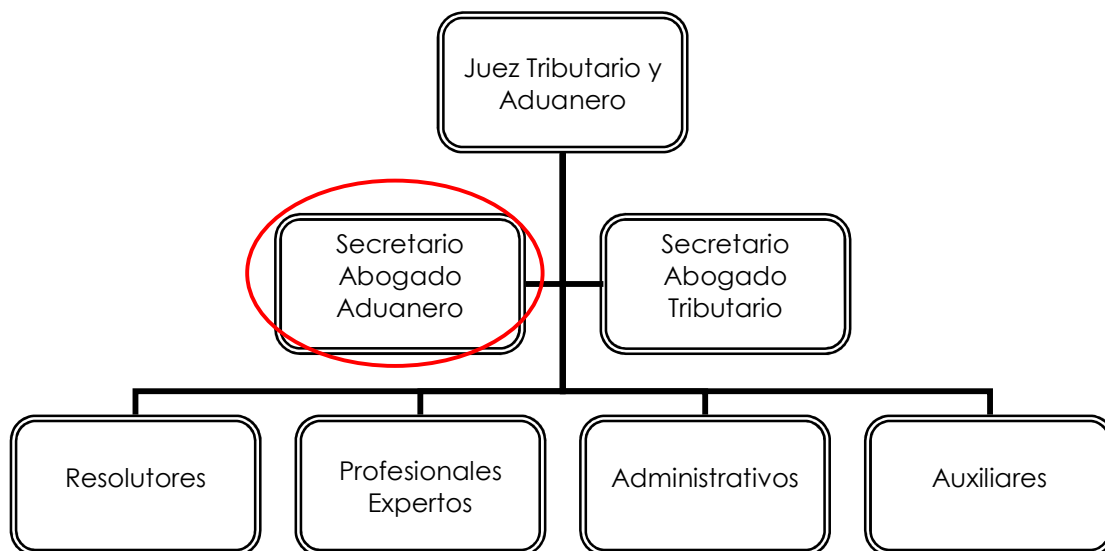 Juez Tributario y
Aduanero
Secretario
Abogado
Aduanero
Secretario
Abogado
Tributario
Resolutores
Profesionales
Expertos
Administrativos
Auxiliares